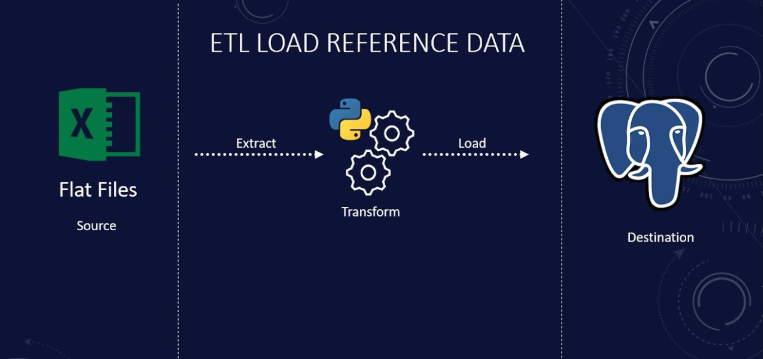 ETL LOAD REFERENCE DATA
X
Flat Files
Source
Extract
Transform
Load
Destination